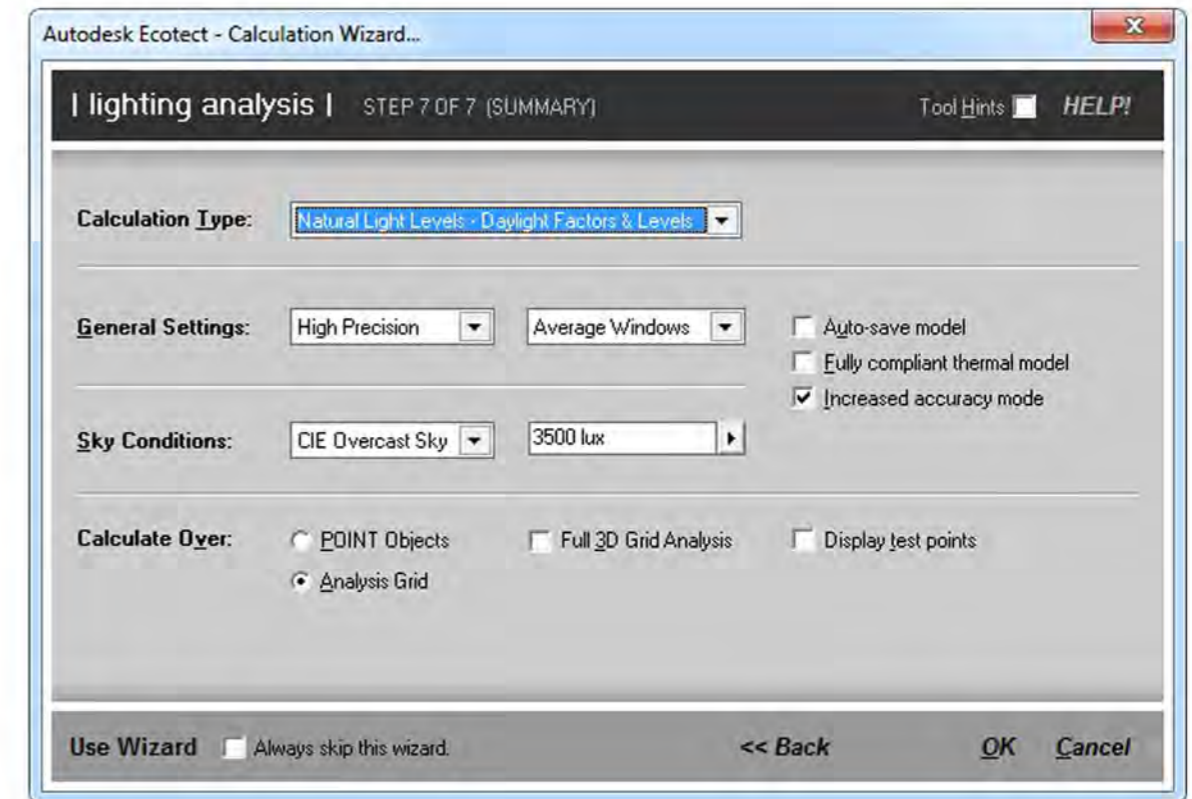 Autodesk Ecotect - Calculation Wizard...
| lighting analysis | STEP 7 OF 7 (SUMMARY) Tool Hints HELP!
Calculation Type: Natural Light Levels - Daylight Factors & Levels
General Settings: High Precision Average Windows Auto-save model
Fully compliant thermal model
Increased accuracy mode
Sky Conditions: CIE Overcast Sky 3500 lux
Calculate Over: POINT Objects Full 3D Grid Analysis Display test points
Analysis Grid
Use Wizard Always skip this wizard. << Back OK Cancel